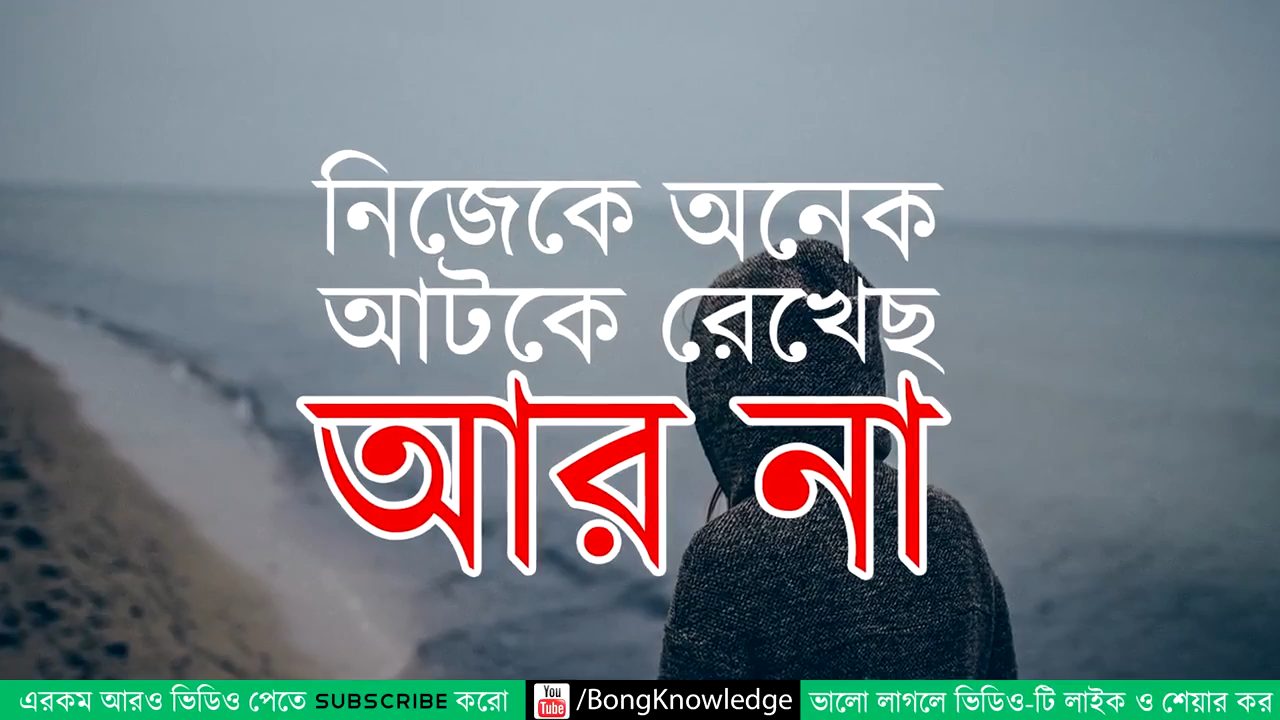 নিজেকে অনেক
আটকে রেখেছ
আর না
এরকম আরও ভিডিও পেতে SUBSCRIBE করো You Tube /BongKnowledge ভালো লাগলে ভিডিও-টি লাইক ও শেয়ার কর